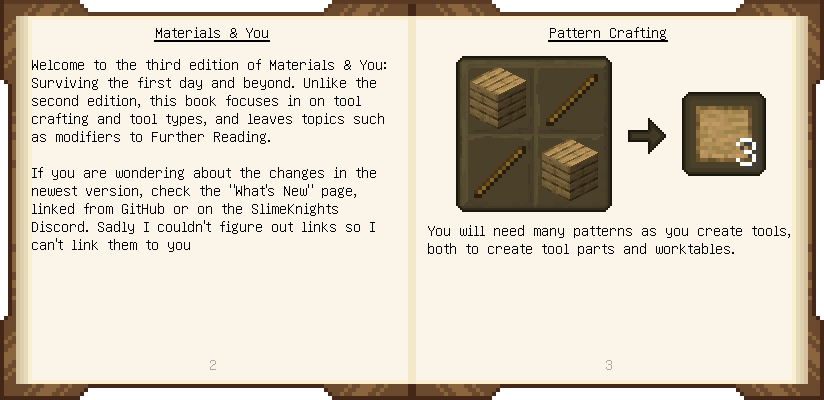 Materials & You
Welcome to the third edition of Materials & You:
Surviving the first day and beyond. Unlike the
second edition, this book focuses in on tool
crafting and tool types, and leaves topics such
as modifiers to Further Reading.
If you are wondering about the changes in the
newest version, check the "What's New" page,
linked from GitHub or on the SlimeKnights
Discord. Sadly I couldn't figure out links so I
can't link them to you
2
Pattern Crafting
3
You will need many patterns as you create tools,
both to create tool parts and worktables.
3